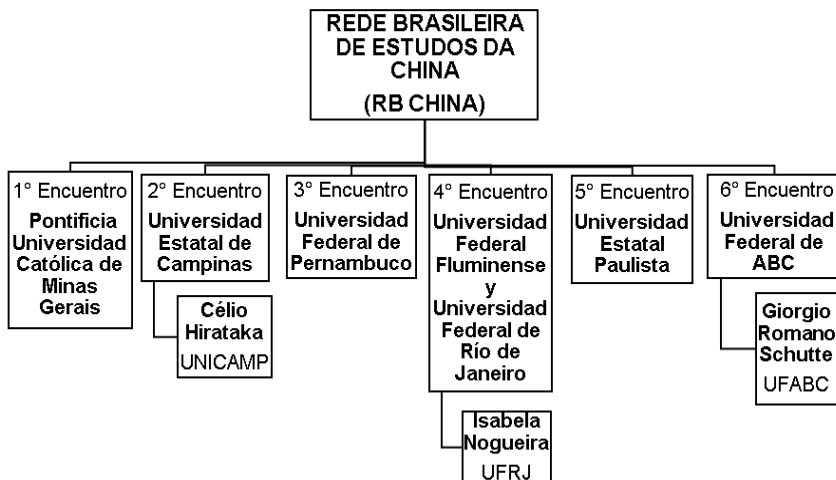 REDE BRASILEIRA
DE ESTUDOS DA
CHINA
(RB CHINA)
1° Encuentro
Pontificia
Universidad
Católica de
Minas
Gerais
2° Encuentro
Universidad
Estatal de
Campinas
Célio
Hirataka
UNICAMP
3° Encuentro
Universidad
Federal de
Pernambuco
4° Encuentro
Universidad
Federal
Fluminense
y
Universidad
Federal de
Río de
Janeiro
Isabela
Nogueira
UFRJ
5° Encuentro
Universidad
Estatal
Paulista
6° Encuentro
Universidad
Federal de
ABC
Giorgio
Romano
Schutte
UFABC